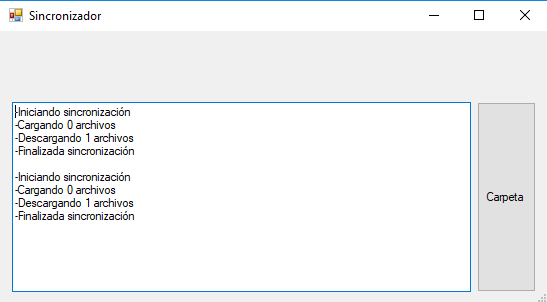 Sincronizador
-Iniciando sincronización
-Cargando 0 archivos
-Descargando 1 archivos
-Finalizada sincronización
-Iniciando sincronización
-Cargando 0 archivos
-Descargando 1 archivos
-Finalizada sincronización
Carpeta